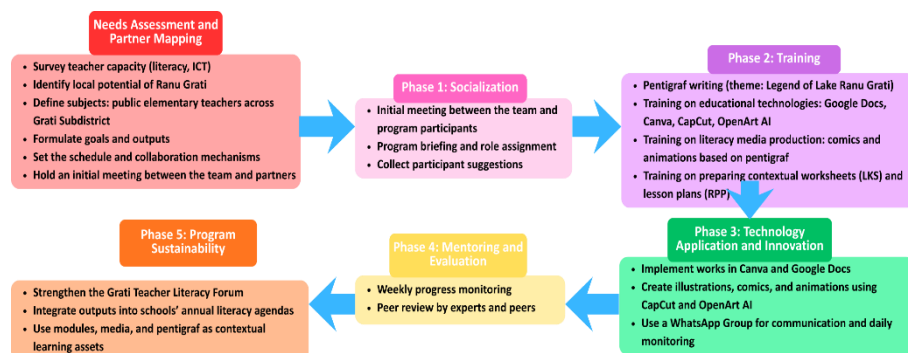 Needs Assessment and
Partner Mapping
• Survey teacher capacity (literacy, ICT)
• Identify local potential of Ranu Grati
• Define subjects: public elementary teachers across
Grati Subdistrict
• Formulate goals and outputs
• Set the schedule and collaboration mechanisms
• Hold an initial meeting between the team and partners
Phase 1: Socialization
• Initial meeting between the team and
program participants
• Program briefing and role assignment
• Collect participant suggestions
Phase 2: Training
• Pentigraf writing (theme: Legend of Lake Ranu Grati)
• Training on educational technologies: Google Docs,
Canva, CapCut, OpenArt AI
• Training on literacy media production: comics and
animations based on pentigraf
• Training on preparing contextual worksheets (LKS) and
lesson plans (RPP)
Phase 3: Technology
Application and Innovation
• Implement works in Canva and Google Docs
• Create illustrations, comics, and animations using
CapCut and OpenArt AI
• Use a WhatsApp Group for communication and daily
monitoring
Phase 4: Mentoring and
Evaluation
• Weekly progress monitoring
• Peer review by experts and peers
Phase 5: Program
Sustainability
• Strengthen the Grati Teacher Literacy Forum
• Integrate outputs into schools’ annual literacy agendas
• Use modules, media, and pentigraf as contextual
learning assets